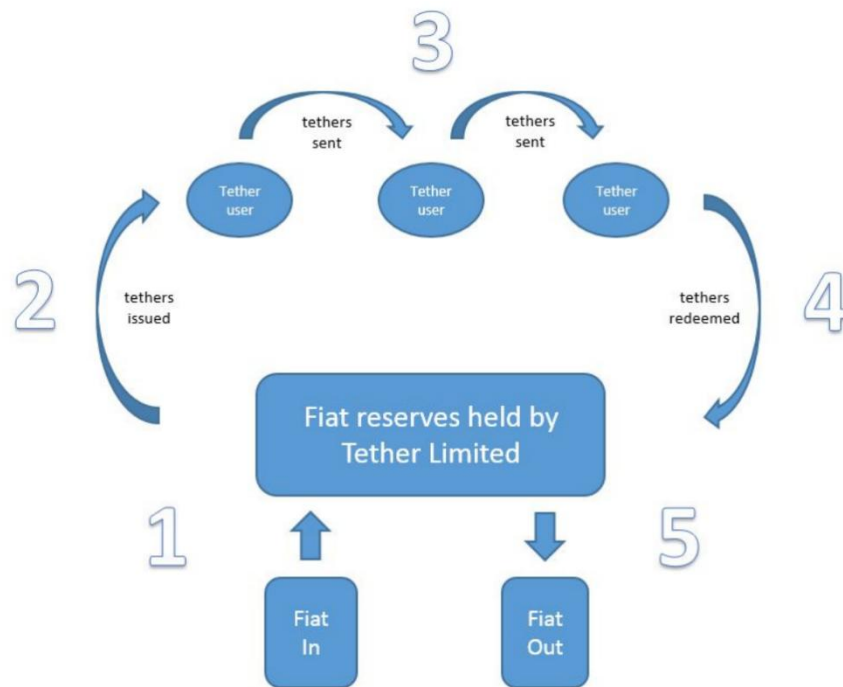 3
tethers
sent
tethers
sent
Tether
user
Tether
user
Tether
user
2
tethers
issued
tethers
redeemed
4
Fiat reserves held by
Tether Limited
1
5
Fiat
In
Fiat
Out